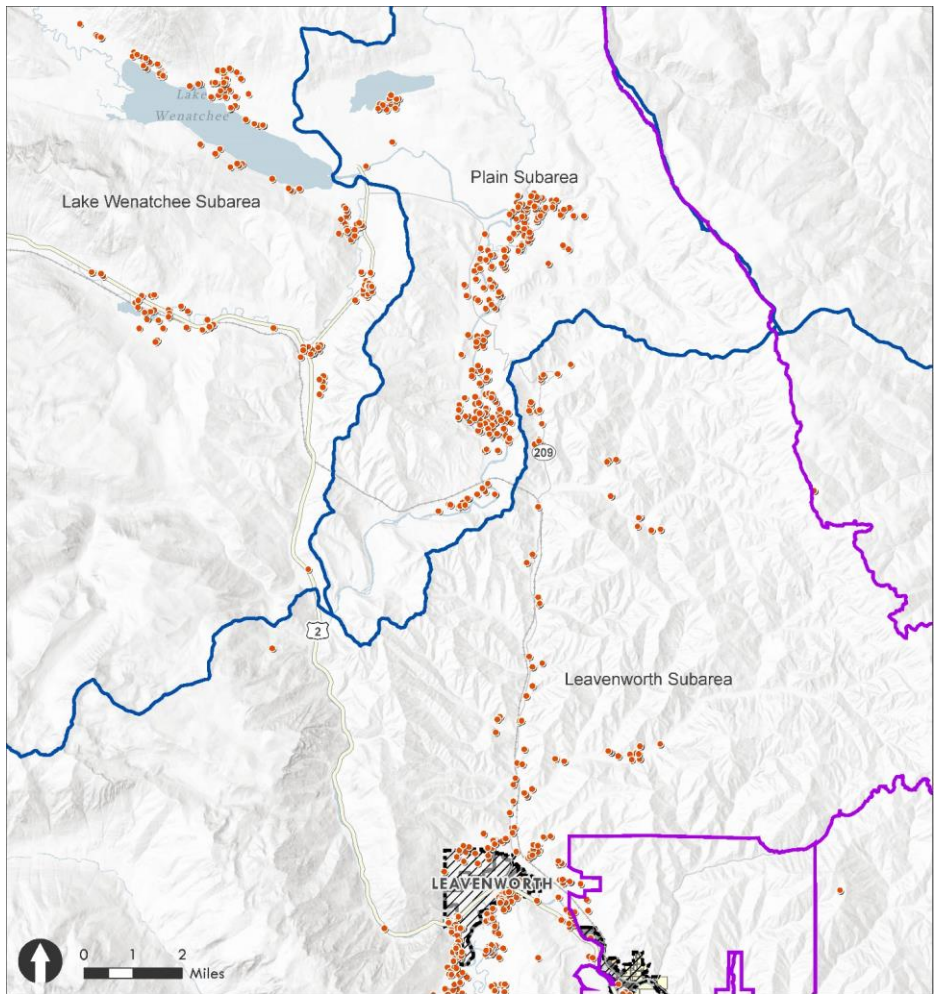 Lake
Wenatchee
Plain Subarea
Lake Wenatchee Subarea
209
2
Leavenworth Subarea
LEAVENWORTH
0 1 2
Miles